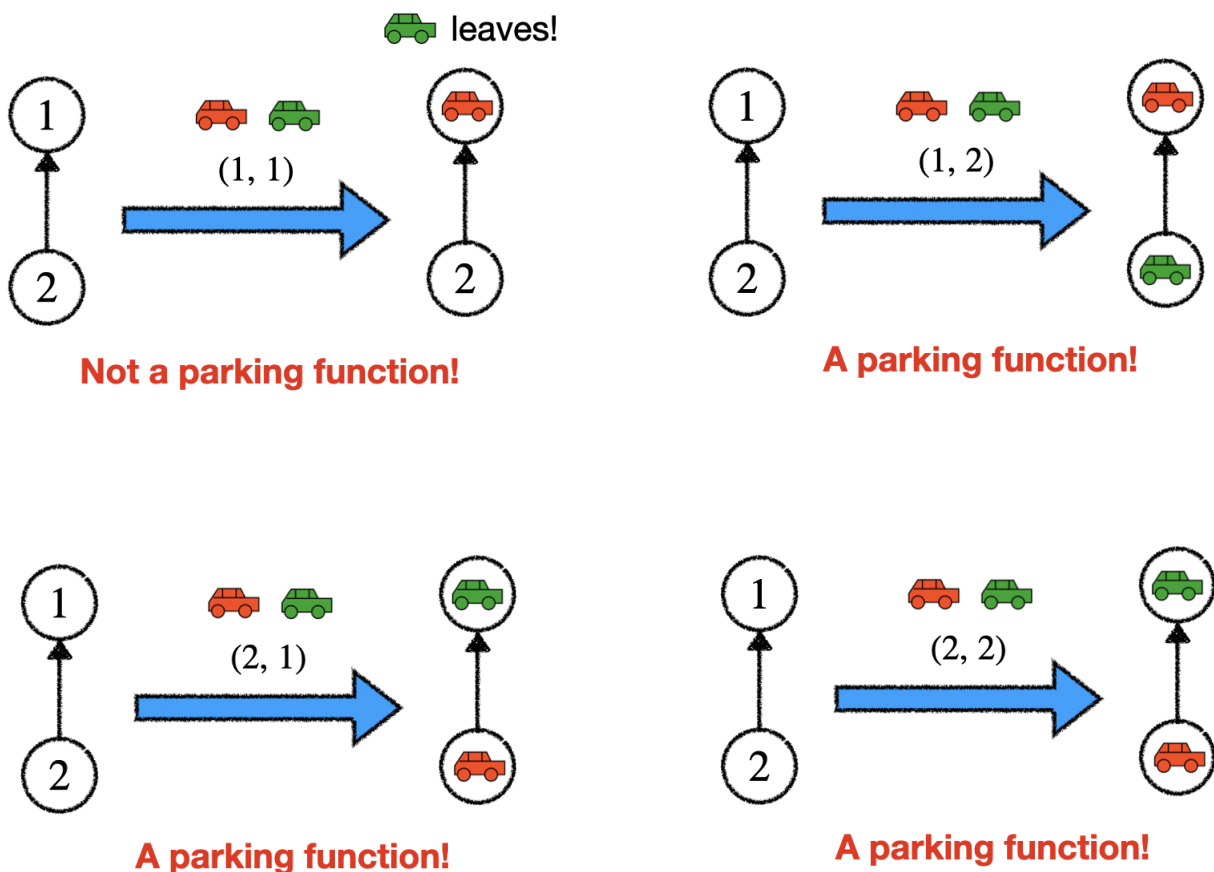 leaves!
1
(1, 1)
2
2
Not a parking function!
1
(1, 2)
2
A parking function!
1
(2, 1)
2
A parking function!
1
(2, 2)
2
A parking function!